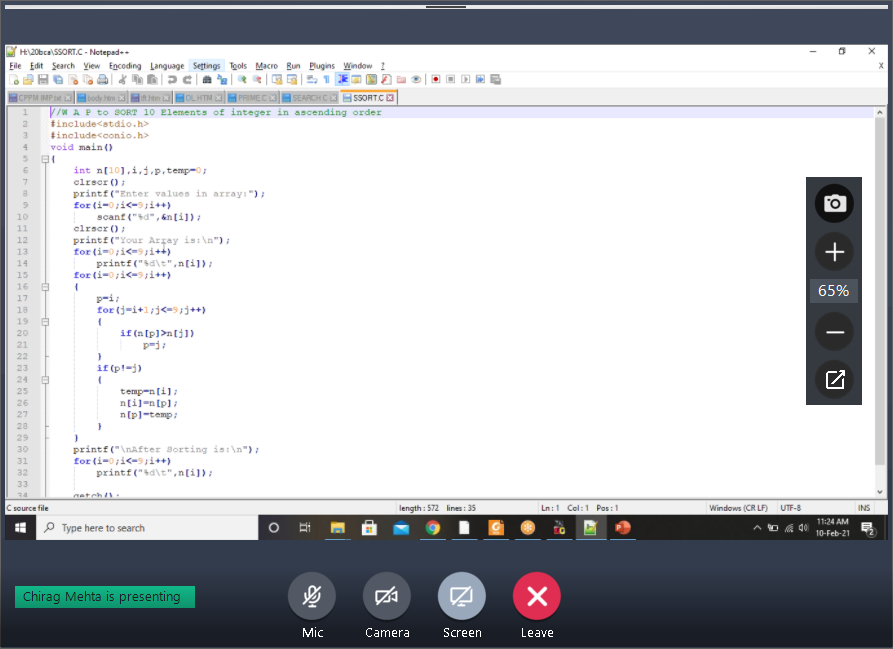 H:\20bca\SSORT.C - Notepad++
File Edit Search View Encoding Language Settings Tools Macro Run Plugins Window ?
X
CPPM IMP.txt body.htm ift.htm OL.HTM PRIME.C SEARCH.C SSORT.C
1 //W A P to SORT 10 Elements of integer in ascending order
2 #include<stdio.h>
3 #include<conio.h>
4 void main()
5 {
6 int n[10],i,j,p,temp=0;
7 clrscr();
8 printf("Enter values in array:");
9 for(i=0;i<=9;i++)
10 scanf("%d",&n[i]);
11 clrscr();
12 printf("Your Array is:\n");
13 for(i=0;i<=9;i++)
14 printf("%d\t",n[i]);
15 for(i=0;i<=9;i++)
16 {
17 p=i;
18 for(j=i+1;j<=9;j++)
19 {
20 if(n[p]>n[j])
21 p=j;
22 }
23 if(p!=j)
24 {
25 temp=n[i];
26 n[i]=n[p];
27 n[p]=temp;
28 }
29 }
30 printf("\nAfter Sorting is:\n");
31 for(i=0;i<=9;i++)
32 printf("%d\t",n[i]);
33
34 getch();
C source file length : 572 lines : 35 Ln : 1 Col : 1 Pos : 1 Windows (CR LF) UTF-8 INS
Type here to search
11:24 AM
10-Feb-21
2
65%
Chirag Mehta is presenting
Mic Camera Screen Leave